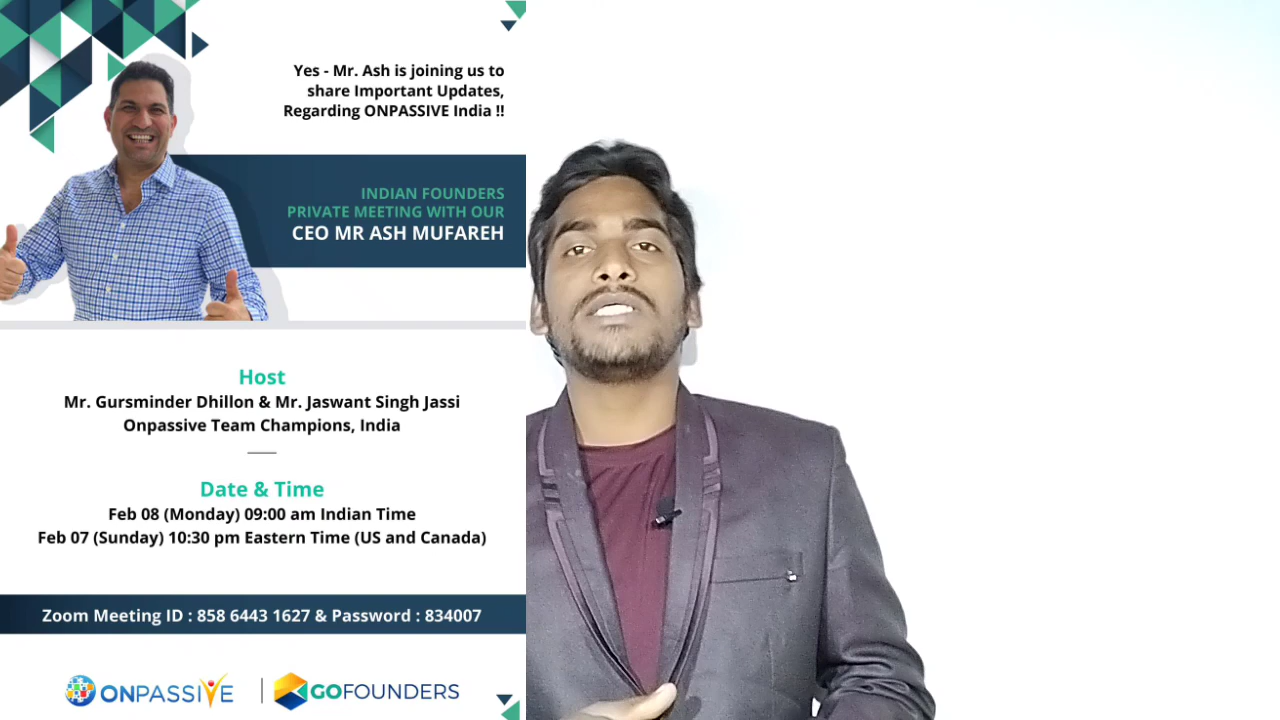 Yes - Mr. Ash is joining us to
share Important Updates,
Regarding ONPASSIVE India !!
INDIAN FOUNDERS
PRIVATE MEETING WITH OUR
CEO MR ASH MUFAREH
Host
Mr. Gursminder Dhillon & Mr. Jaswant Singh Jassi
Onpassive Team Champions, India
Date & Time
Feb 08 (Monday) 09:00 am Indian Time
Feb 07 (Sunday) 10:30 pm Eastern Time (US and Canada)
Zoom Meeting ID : 858 6443 1627 & Password : 834007
ONPASSIVE | GOFOUNDERS